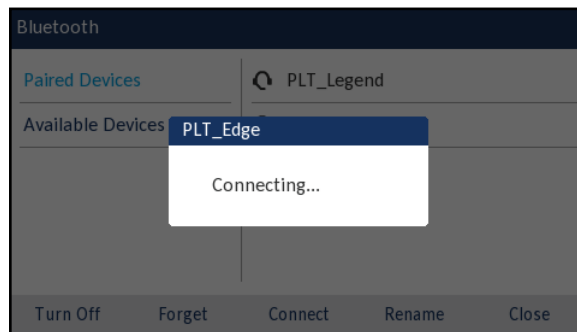 Bluetooth
Paired Devices
PLT_Legend
Available Devices
PLT_Edge
Connecting...
Turn Off Forget Connect Rename Close